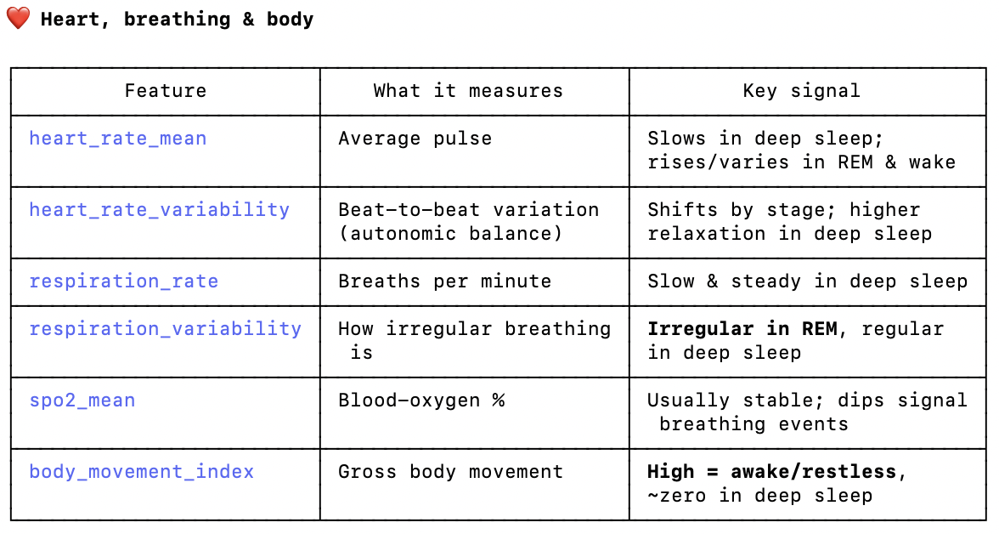 ❤️ Heart, breathing & body
Feature What it measures Key signal
heart_rate_mean Average pulse Slows in deep sleep;
rises/varies in REM & wake
heart_rate_variability Beat-to-beat variation Shifts by stage; higher
(autonomic balance) relaxation in deep sleep
respiration_rate Breaths per minute Slow & steady in deep sleep
respiration_variability How irregular breathing Irregular in REM, regular
is in deep sleep
spo2_mean Blood-oxygen % Usually stable; dips signal
breathing events
body_movement_index Gross body movement High = awake/restless,
~zero in deep sleep